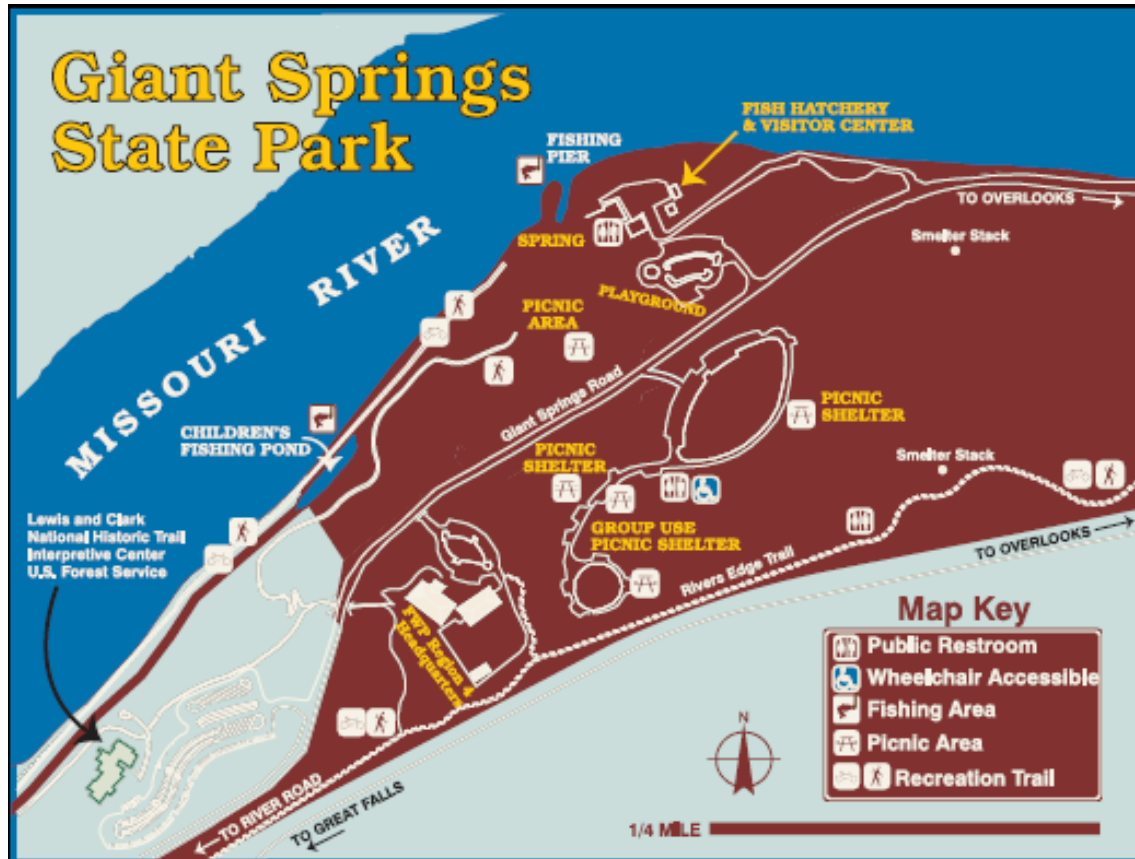 Giant Springs
State Park
FISH HATCHERY
& VISITOR CENTER
FISHING
PIER
TO OVERLOOKS
Smelter Stack
SPRING
PLAYGROUND
MISSOURI RIVER
PICNIC
AREA
Giant Springs Road
PICNIC
SHELTER
CHILDREN'S
FISHING POND
PICNIC
SHELTER
Smelter Stack
Lewis and Clark
National Historic Trail
Interpretive Center
U.S. Forest Service
GROUP USE
PICNIC SHELTER
Rivers Edge Trail
TO OVERLOOKS
FWP Region 4
Headquarters
Map Key
Public Restroom
Wheelchair Accessible
Fishing Area
Picnic Area
Recreation Trail
N
TO RIVER ROAD
TO GREAT FALLS
1/4 MILE